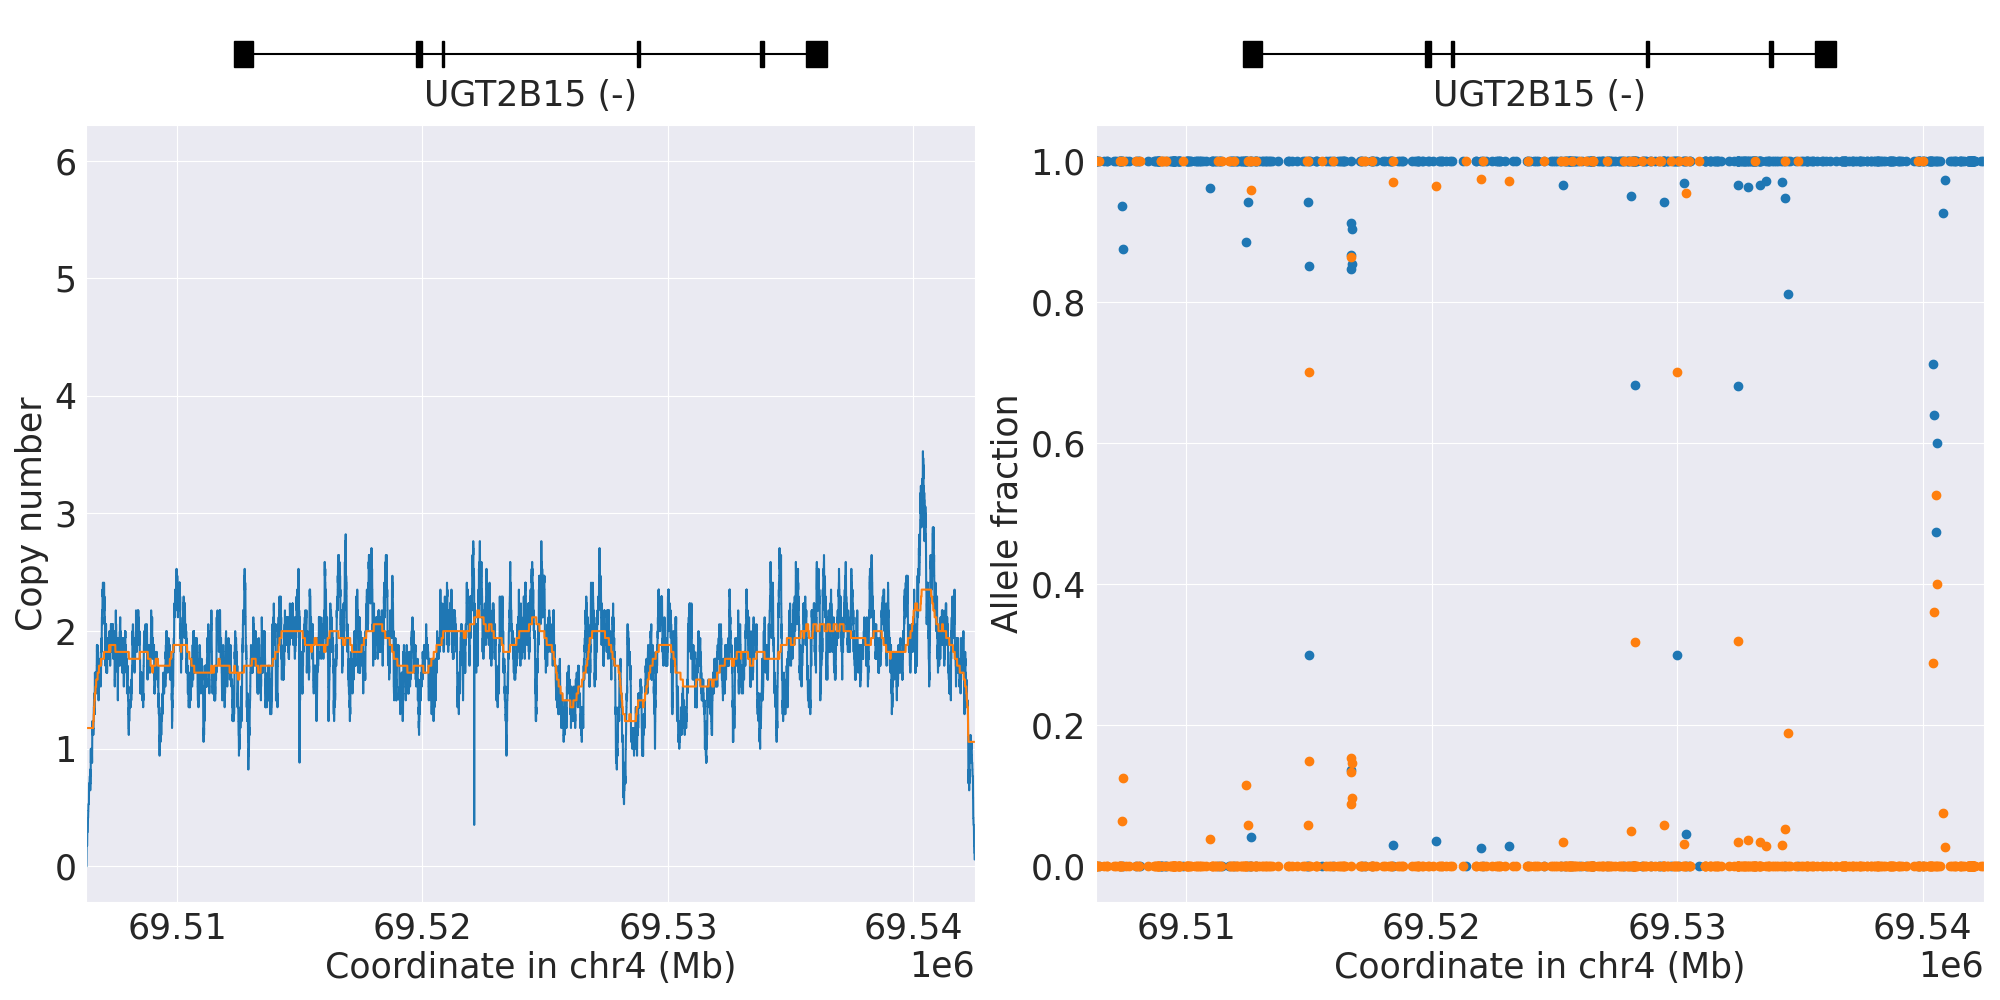 UGT2B15 (-)
UGT2B15 (-)
Copy number
6
5
4
3
2
1
0
69.51 69.52 69.53 69.54
Coordinate in chr4 (Mb)
1e6
Allele fraction
1.0
0.8
0.6
0.4
0.2
0.0
69.51 69.52 69.53 69.54
Coordinate in chr4 (Mb)
1e6